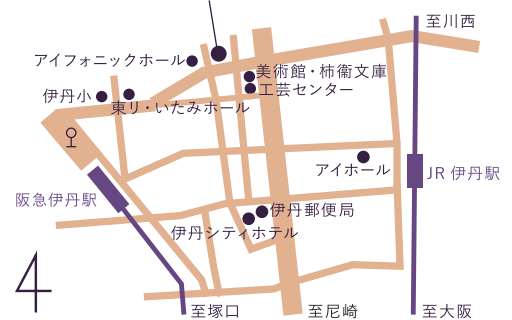 至川西
アイフォニックホール
美術館・柿衞文庫
工芸センター
伊丹小
東リ・いたみホール
アイホール
JR 伊丹駅
阪急伊丹駅
伊丹郵便局
伊丹シティホテル
至塚口
至尼崎
至大阪